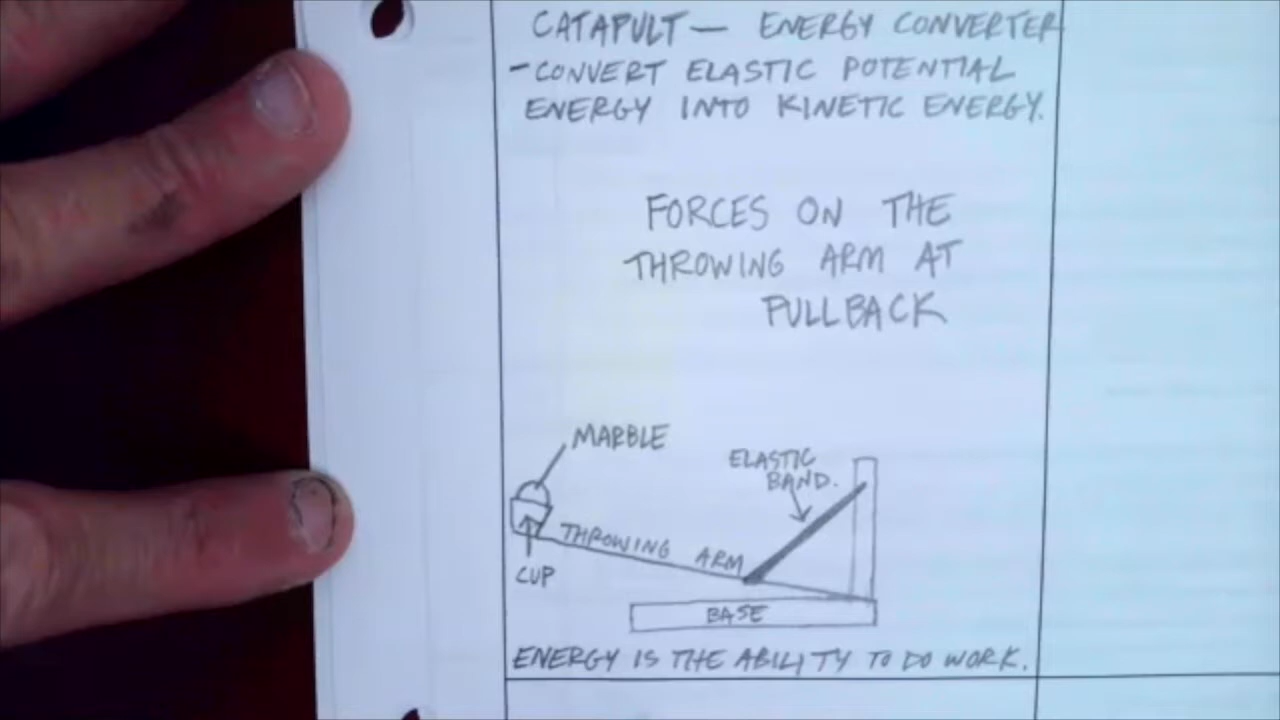 CATAPULT — ENERGY CONVERTER
- CONVERT ELASTIC POTENTIAL
ENERGY INTO KINETIC ENERGY.
FORCES ON THE
THROWING ARM AT
PULLBACK
MARBLE
ELASTIC
BAND.
THROWING ARM
CUP
BASE
ENERGY IS THE ABILITY TO DO WORK.